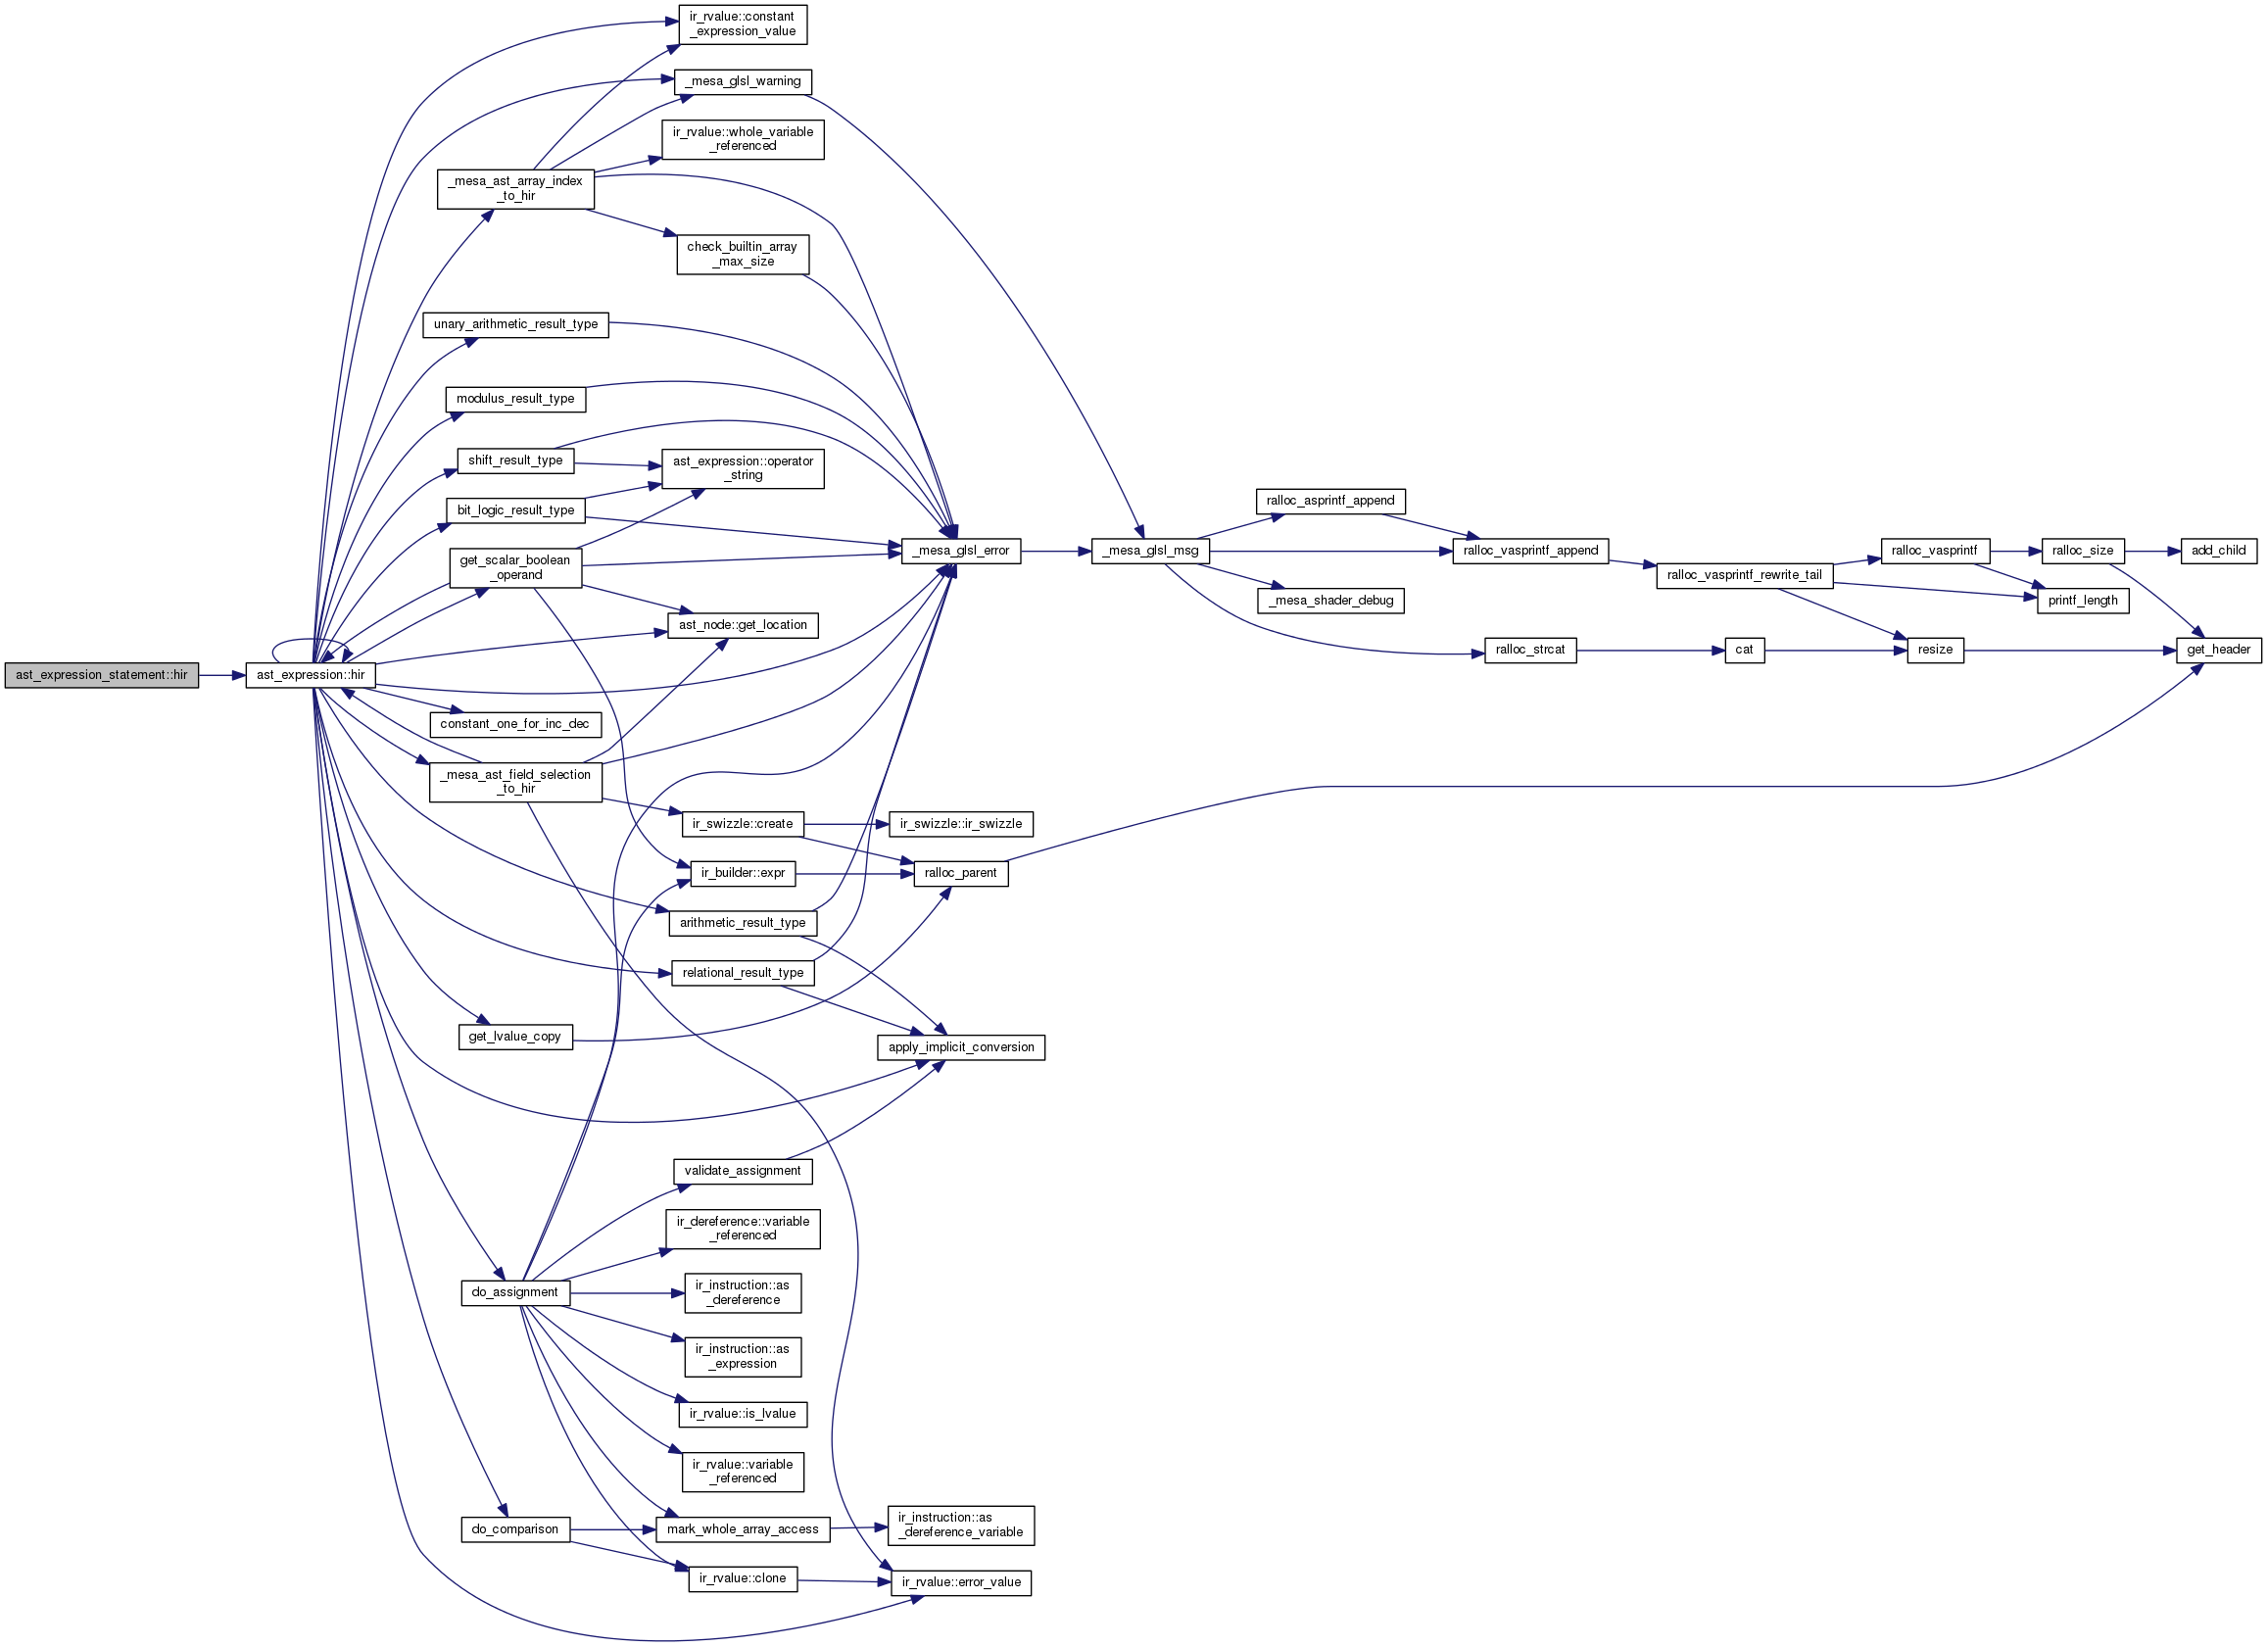 ir_rvalue::constant
_expression_value
_mesa_glsl_warning
ir_rvalue::whole_variable
_referenced
_mesa_ast_array_index
_to_hir
check_builtin_array
_max_size
unary_arithmetic_result_type
modulus_result_type
shift_result_type
ast_expression::operator
_string
bit_logic_result_type
get_scalar_boolean
_operand
_mesa_glsl_error
_mesa_glsl_msg
ralloc_asprintf_append
ralloc_vasprintf_append
_mesa_shader_debug
ralloc_vasprintf_rewrite_tail
ralloc_vasprintf
ralloc_size
add_child
printf_length
ast_node::get_location
ralloc_strcat
cat
resize
get_header
ast_expression_statement::hir
ast_expression::hir
constant_one_for_inc_dec
_mesa_ast_field_selection
_to_hir
ir_swizzle::create
ir_swizzle::ir_swizzle
ir_builder::expr
ralloc_parent
arithmetic_result_type
relational_result_type
get_lvalue_copy
apply_implicit_conversion
validate_assignment
ir_dereference::variable
_referenced
do_assignment
ir_instruction::as
_dereference
ir_instruction::as
_expression
ir_rvalue::is_lvalue
ir_rvalue::variable
_referenced
do_comparison
mark_whole_array_access
ir_instruction::as
_dereference_variable
ir_rvalue::clone
ir_rvalue::error_value